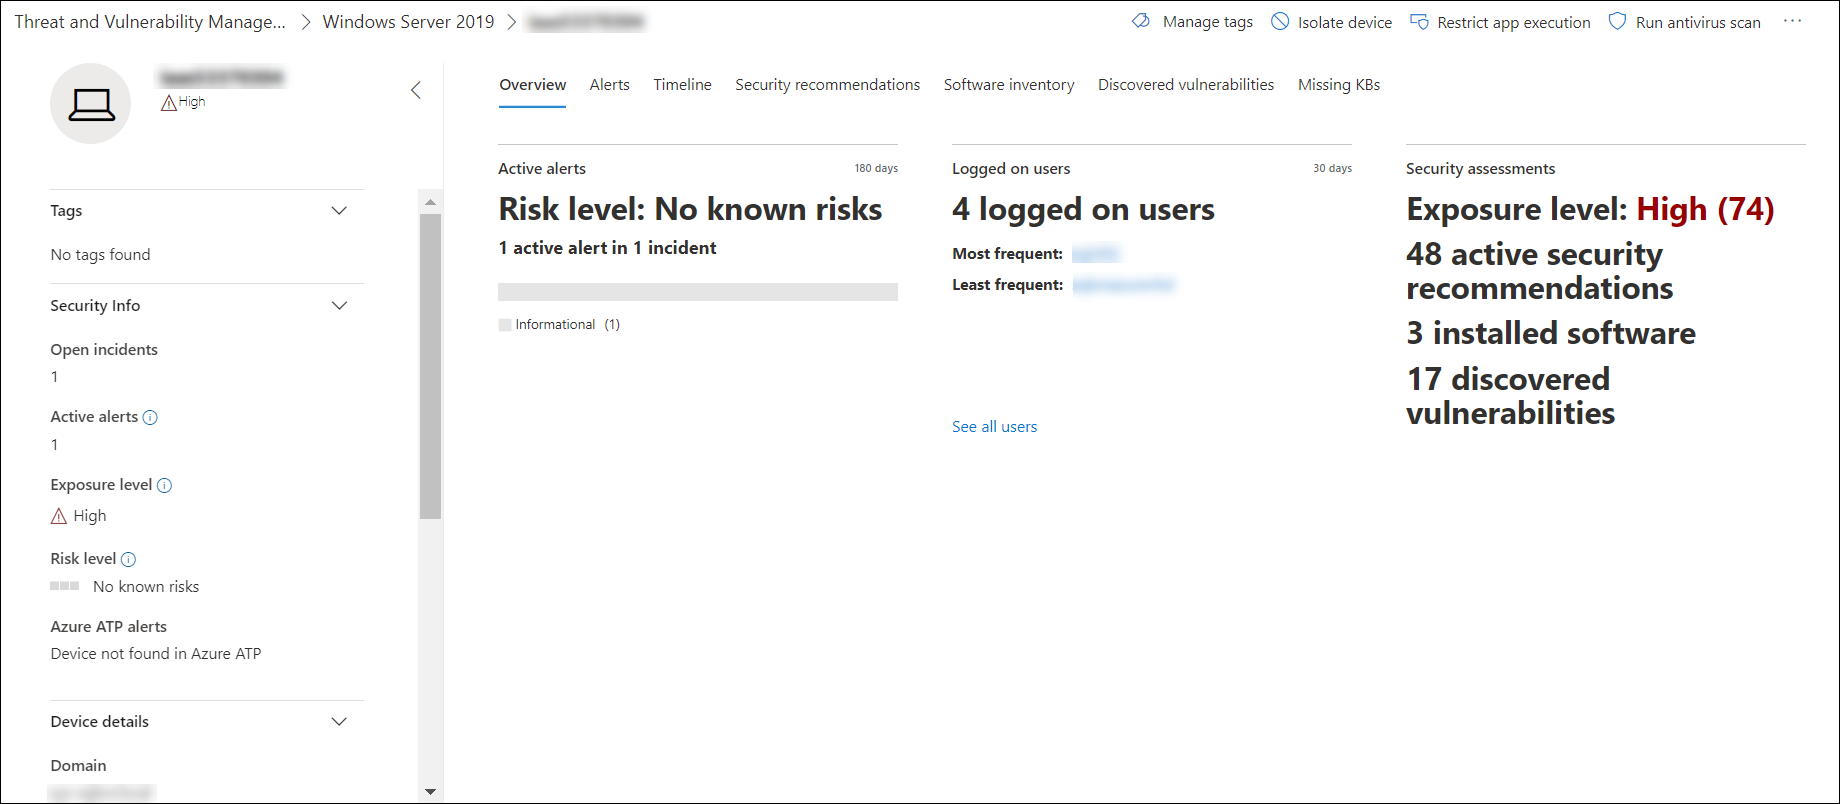 Threat and Vulnerability Manage... > Windows Server 2019 >
Manage tags Isolate device Restrict app execution Run antivirus scan ...
High
Overview Alerts Timeline Security recommendations Software inventory Discovered vulnerabilities Missing KBs
Tags
No tags found
Security Info
Open incidents
1
Active alerts
1
Exposure level
High
Risk level
No known risks
Azure ATP alerts
Device not found in Azure ATP
Device details
Domain
Active alerts 180 days
Risk level: No known risks
1 active alert in 1 incident
Informational (1)
Logged on users 30 days
4 logged on users
Most frequent:
Least frequent:
See all users
Security assessments
Exposure level: High (74)
48 active security
recommendations
3 installed software
17 discovered
vulnerabilities